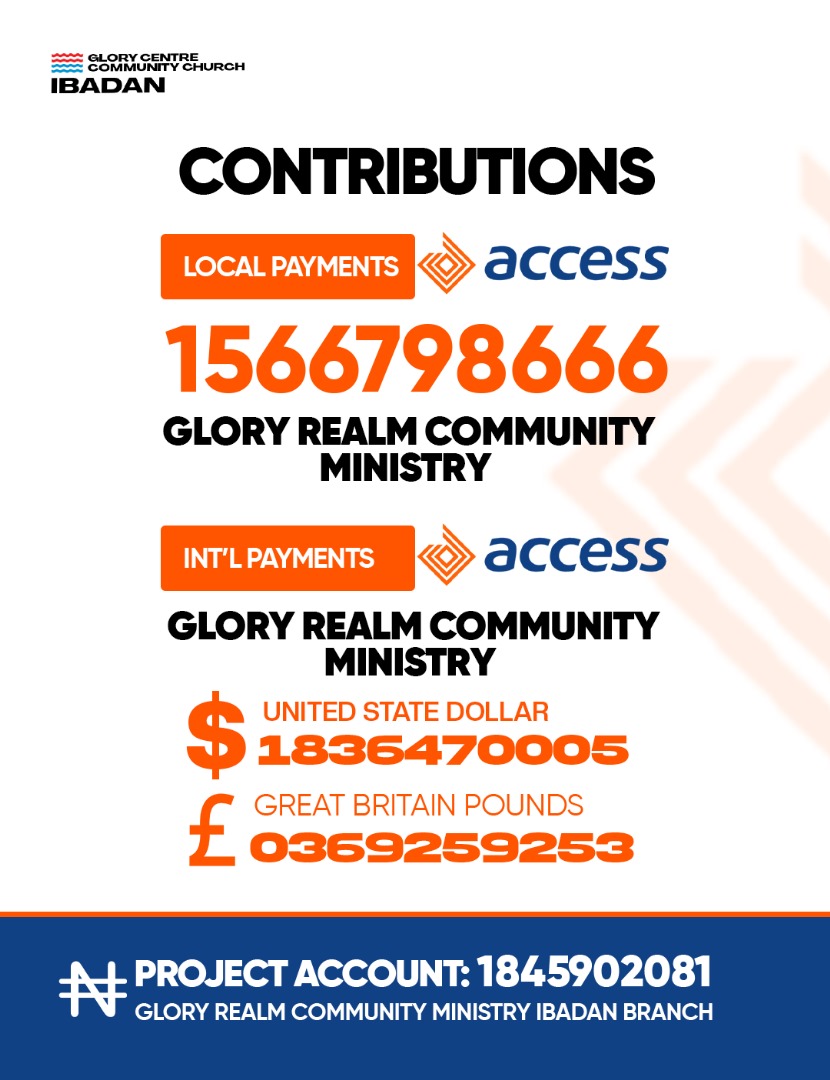 GLORY CENTRE
COMMUNITY CHURCH
IBADAN
CONTRIBUTIONS
LOCAL PAYMENTS access
1566798666
GLORY REALM COMMUNITY
MINISTRY
INT'L PAYMENTS access
GLORY REALM COMMUNITY
MINISTRY
$ UNITED STATE DOLLAR
1836470005
£ GREAT BRITAIN POUNDS
0369259253
₦ PROJECT ACCOUNT: 1845902081
GLORY REALM COMMUNITY MINISTRY IBADAN BRANCH